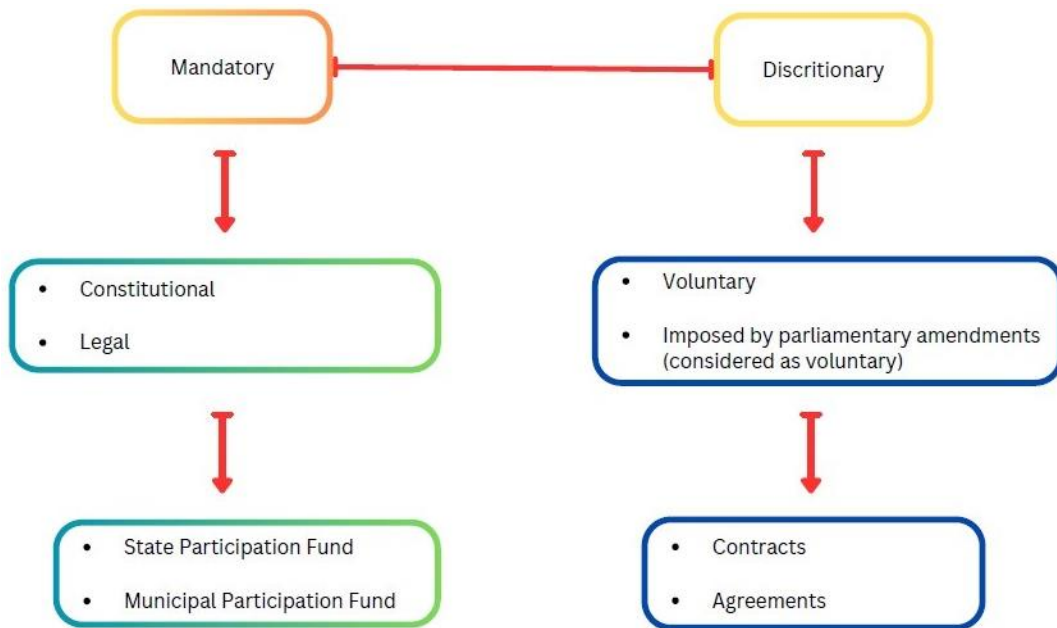 Mandatory
Discritionary
• Constitutional
• Legal
• Voluntary
• Imposed by parliamentary amendments
(considered as voluntary)
• State Participation Fund
• Municipal Participation Fund
• Contracts
• Agreements